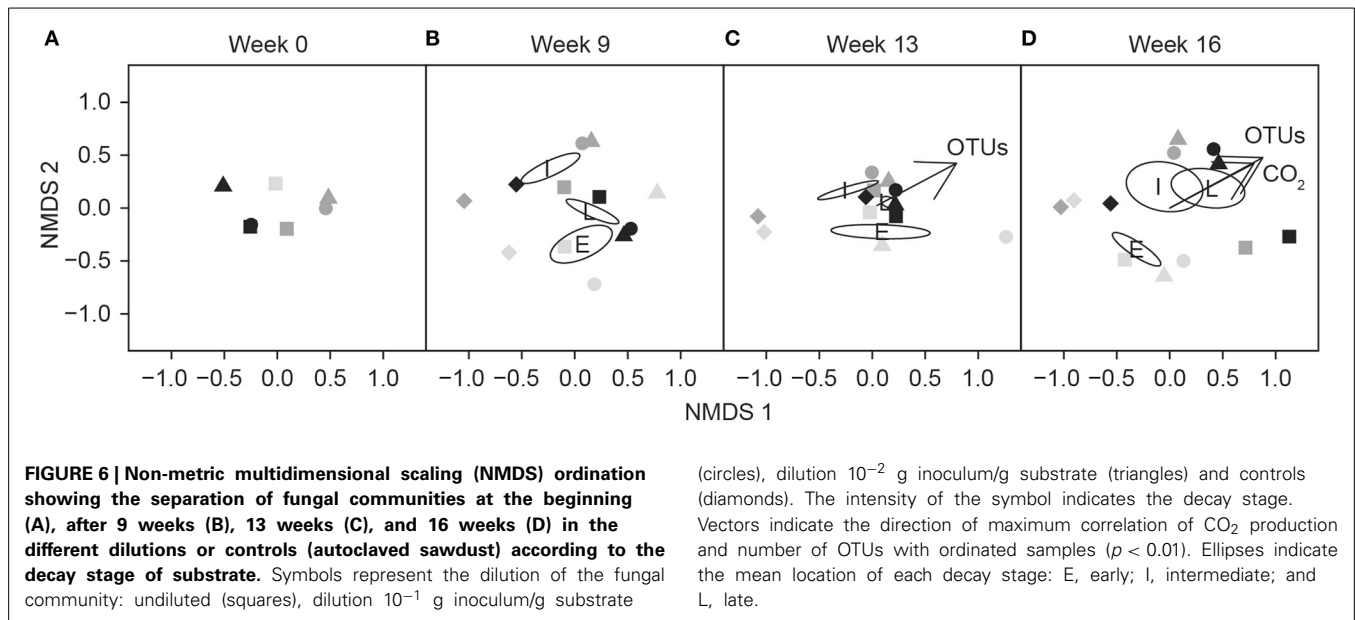 A Week 0
B Week 9
C Week 13
D Week 16
NMDS 2
1.0
0.5
0.0
−0.5
−1.0
I
L
E
OTUs
I
L
E
OTUs
CO₂
I
L
E
−1.0 −0.5 0.0 0.5 1.0
−1.0 −0.5 0.0 0.5 1.0
−1.0 −0.5 0.0 0.5 1.0
−1.0 −0.5 0.0 0.5 1.0
NMDS 1
FIGURE 6 | Non-metric multidimensional scaling (NMDS) ordination
showing the separation of fungal communities at the beginning
(A), after 9 weeks (B), 13 weeks (C), and 16 weeks (D) in the
different dilutions or controls (autoclaved sawdust) according to the
decay stage of substrate. Symbols represent the dilution of the fungal
community: undiluted (squares), dilution 10⁻¹ g inoculum/g substrate
(circles), dilution 10⁻² g inoculum/g substrate (triangles) and controls
(diamonds). The intensity of the symbol indicates the decay stage.
Vectors indicate the direction of maximum correlation of CO₂ production
and number of OTUs with ordinated samples (p < 0.01). Ellipses indicate
the mean location of each decay stage: E, early; I, intermediate; and
L, late.